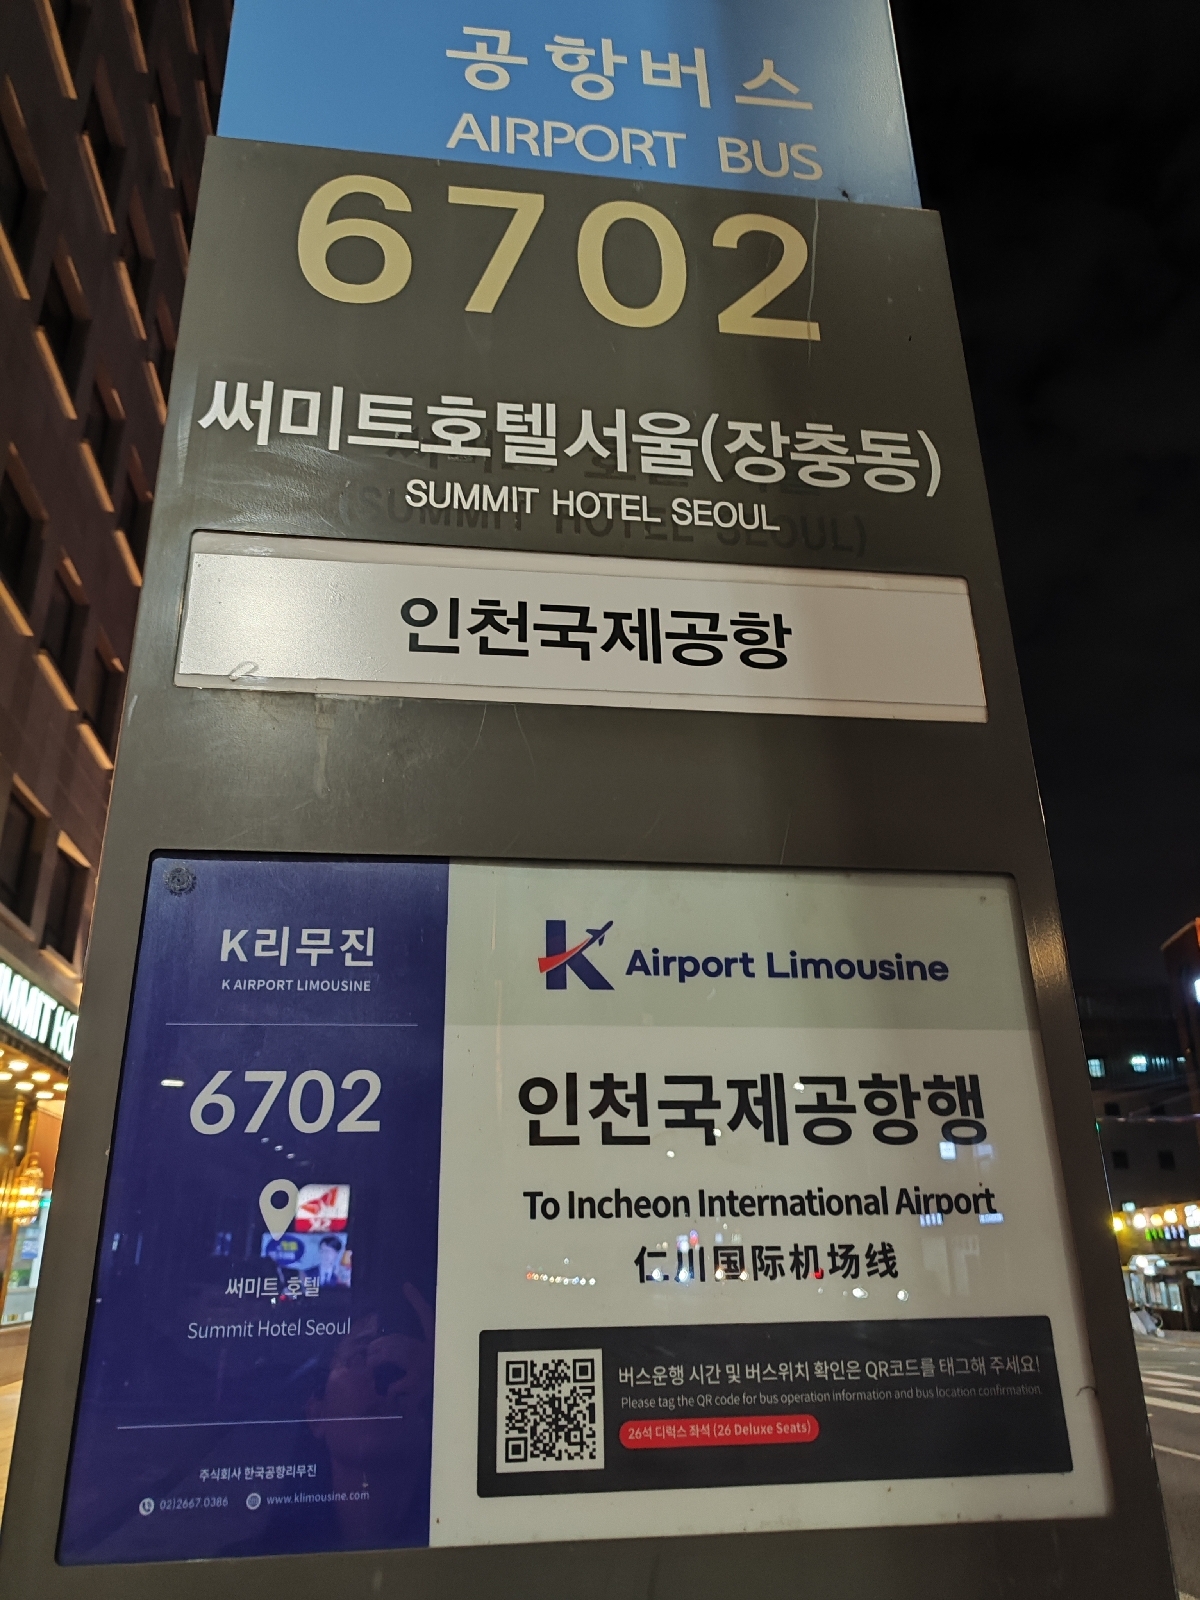 공항버스
AIRPORT BUS
6702
써미트호텔서울(장충동)
SUMMIT HOTEL SEOUL
인천국제공항
K리무진
K AIRPORT LIMOUSINE
6702
써미트 호텔
Summit Hotel Seoul
주식회사 한국공항리무진
02)2667.0386 www.klimousine.com
K Airport Limousine
인천국제공항행
To Incheon International Airport
仁川国际机场线
버스운행 시간 및 버스위치 확인은 QR코드를 태그해 주세요!
Please tag the QR code for bus operation information and bus location confirmation.
26석 디럭스 좌석 (26 Deluxe Seats)